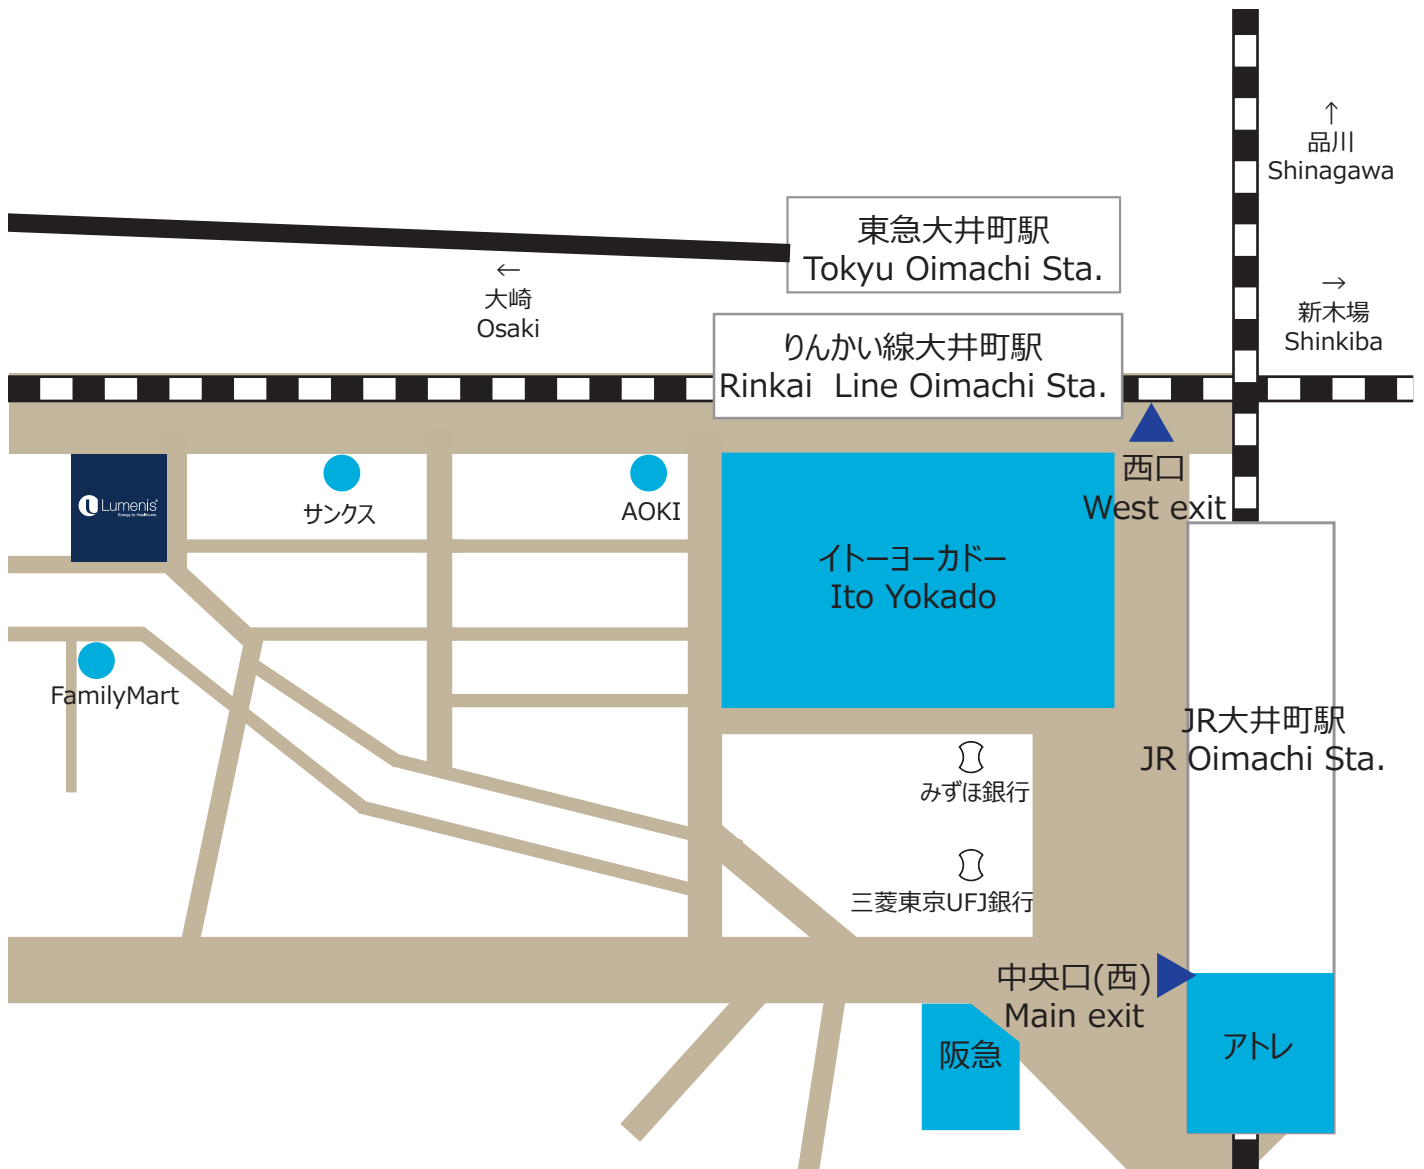 ↑
品川
Shinagawa
東急大井町駅
Tokyu Oimachi Sta.
←
大崎
Osaki
→
新木場
Shinkiba
りんかい線大井町駅
Rinkai Line Oimachi Sta.
西口
West exit
Lumenis®
Energy to Healthcare
サンクス
AOKI
イトーヨーカドー
Ito Yokado
FamilyMart
JR大井町駅
JR Oimachi Sta.
みずほ銀行
三菱東京UFJ銀行
中央口(西)
Main exit
阪急
アトレ